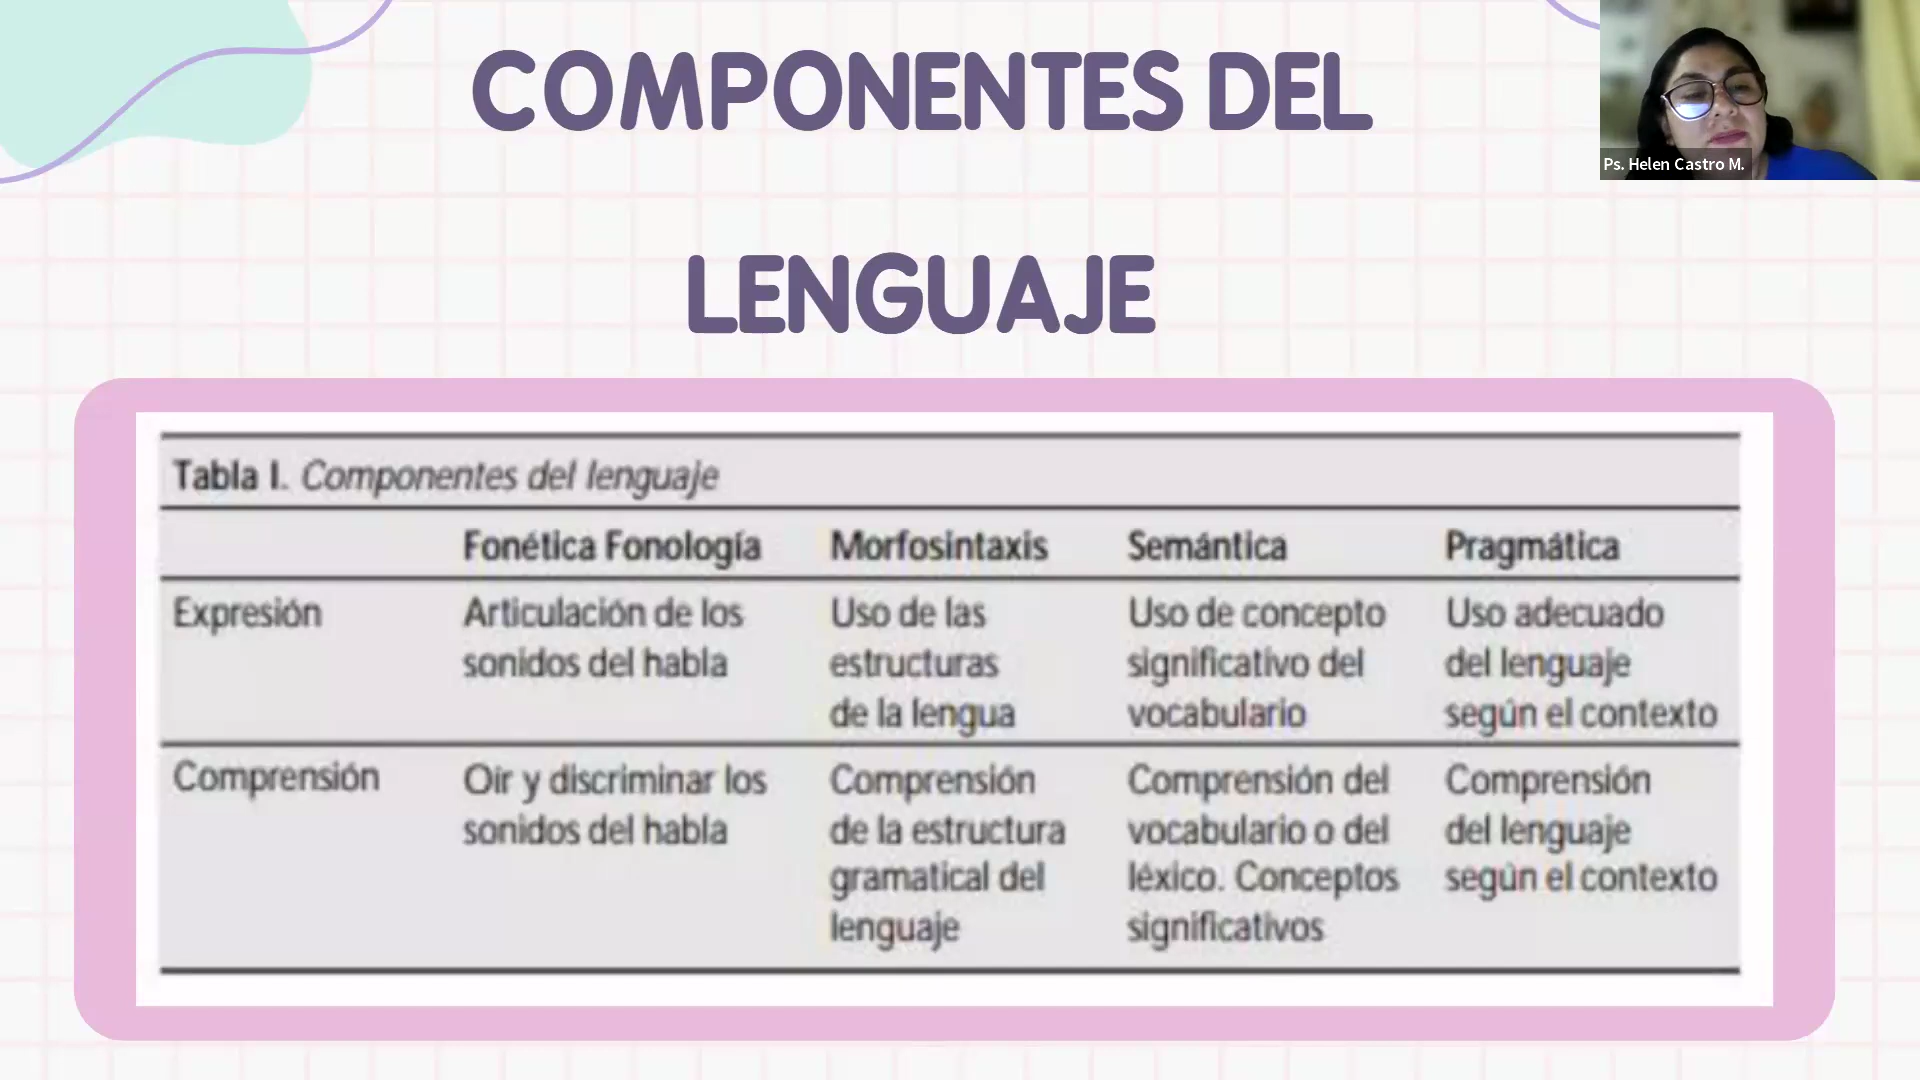 COMPONENTES DEL
LENGUAJE
Ps. Helen Castro M.
Tabla I. Componentes del lenguaje
Fonética Fonología Morfosintaxis Semántica Pragmática
Expresión Articulación de los Uso de las Uso de concepto Uso adecuado
sonidos del habla estructuras significativo del del lenguaje
de la lengua vocabulario según el contexto
Comprensión Oir y discriminar los Comprensión Comprensión del Comprensión
sonidos del habla de la estructura vocabulario o del del lenguaje
gramatical del léxico. Conceptos según el contexto
lenguaje significativos